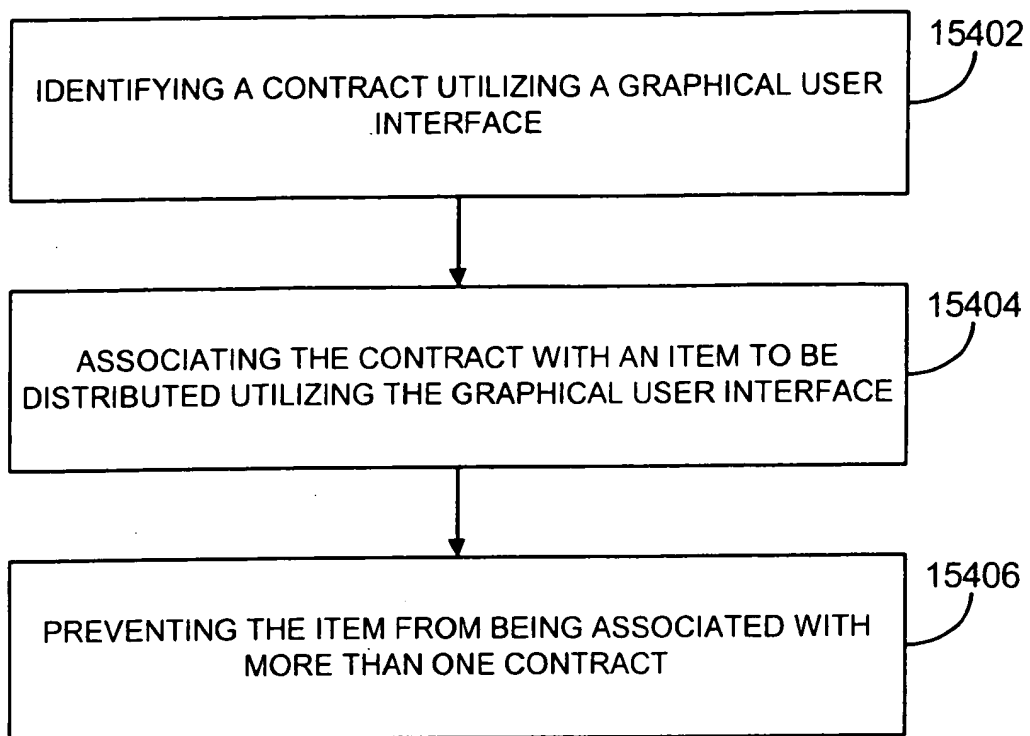 15402
IDENTIFYING A CONTRACT UTILIZING A GRAPHICAL USER
INTERFACE
15404
ASSOCIATING THE CONTRACT WITH AN ITEM TO BE
DISTRIBUTED UTILIZING THE GRAPHICAL USER INTERFACE
15406
PREVENTING THE ITEM FROM BEING ASSOCIATED WITH
MORE THAN ONE CONTRACT